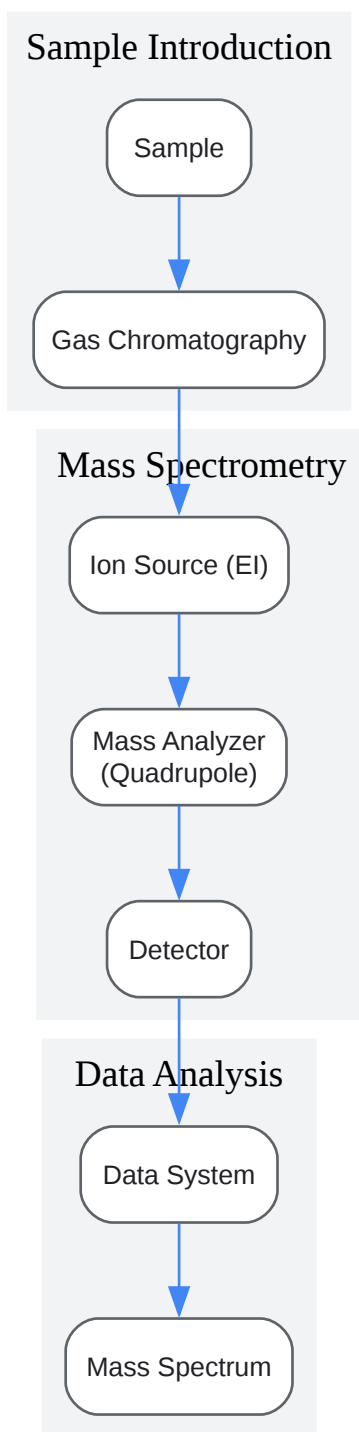 Sample Introduction
Sample
Gas Chromatography
Mass Spectrometry
Ion Source (EI)
Mass Analyzer
(Quadrupole)
Detector
Data Analysis
Data System
Mass Spectrum